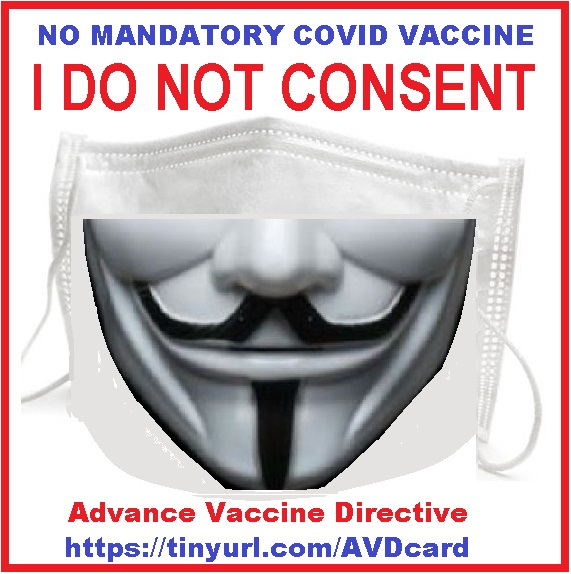 NO MANDATORY COVID VACCINE
I DO NOT CONSENT
Advance Vaccine Directive
https://tinyurl.com/AVDcard